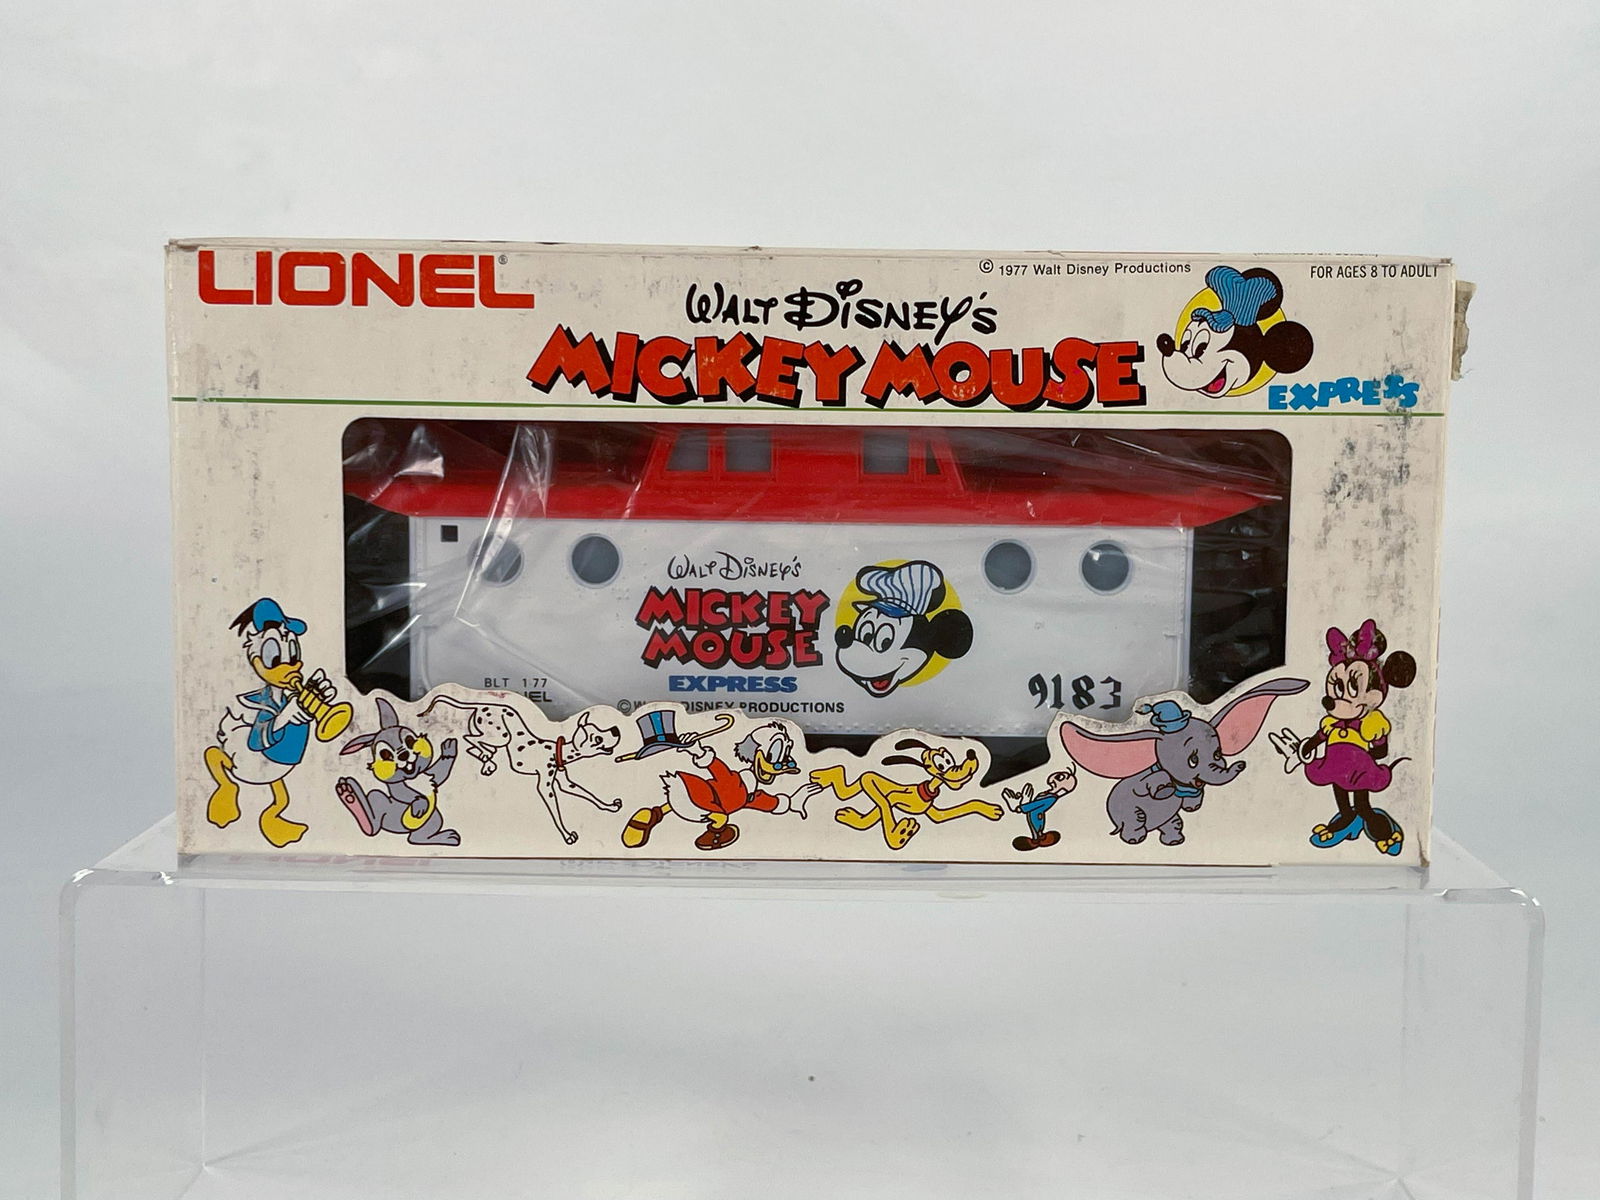 LIONEL®
© 1977 Walt Disney Productions
FOR AGES 8 TO ADULT
WALT DISNEY'S
MICKEY MOUSE
EXPRESS
WALT DISNEY'S
MICKEY
MOUSE
EXPRESS
BLT 1 77
© DISNEY PRODUCTIONS
9183